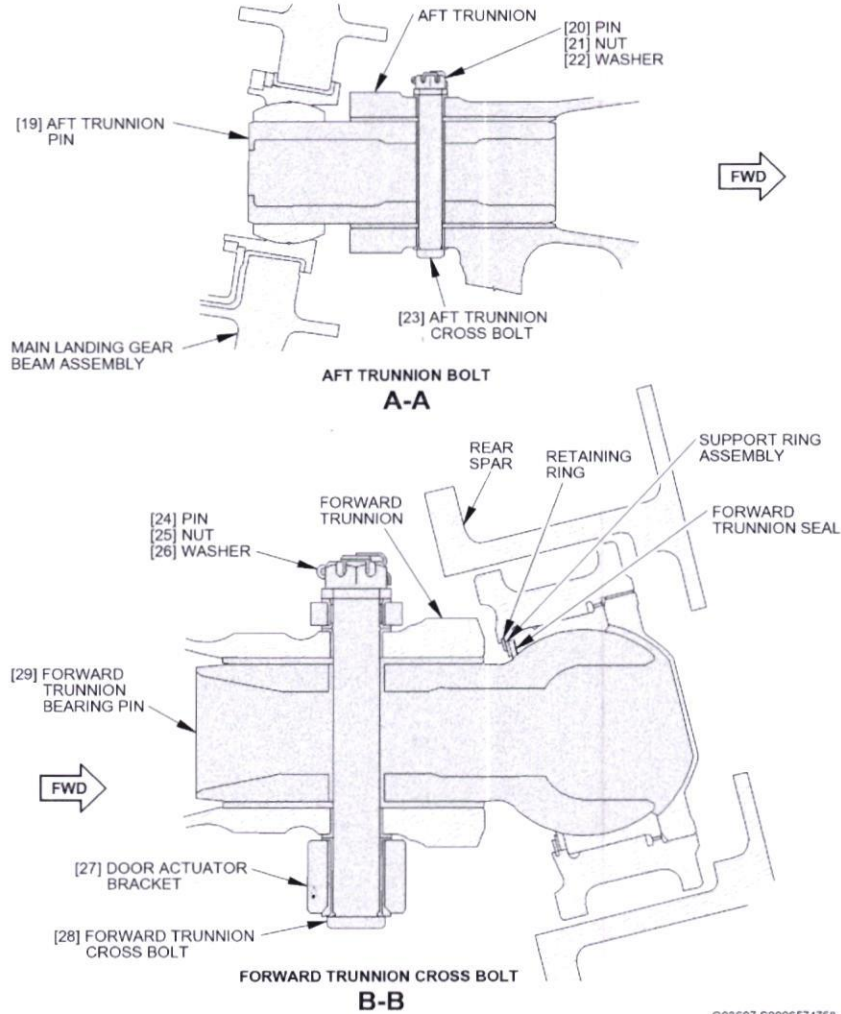 AFT TRUNNION
[20] PIN
[21] NUT
[22] WASHER
[19] AFT TRUNNION
PIN
FWD
[23] AFT TRUNNION
CROSS BOLT
MAIN LANDING GEAR
BEAM ASSEMBLY
AFT TRUNNION BOLT
A-A
REAR
SPAR
RETAINING
RING
SUPPORT RING
ASSEMBLY
FORWARD
TRUNNION SEAL
FORWARD
TRUNNION
[24] PIN
[25] NUT
[26] WASHER
[29] FORWARD
TRUNNION
BEARING PIN
FWD
[27] DOOR ACTUATOR
BRACKET
[28] FORWARD TRUNNION
CROSS BOLT
FORWARD TRUNNION CROSS BOLT
B-B